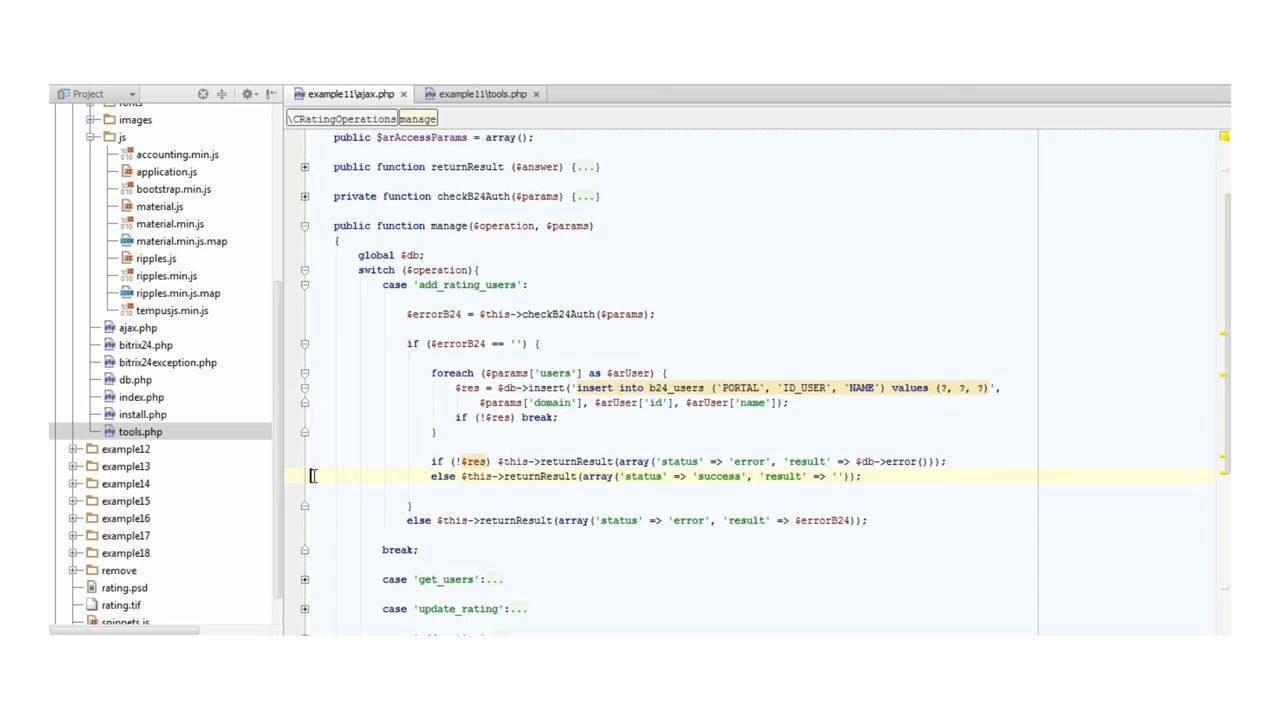 Project
example11\ajax.php
example11\tools.php
\CRatingOperations
manage
fonts
images
js
accounting.min.js
application.js
bootstrap.min.js
material.js
material.min.js
material.min.js.map
ripples.js
ripples.min.js
ripples.min.js.map
tempusjs.min.js
ajax.php
bitrix24.php
bitrix24exception.php
db.php
index.php
install.php
tools.php
example12
example13
example14
example15
example16
example17
example18
remove
rating.psd
rating.tif
snippets.js
public $arAccessParams = array();
public function returnResult ($answer) {...}
private function checkB24Auth($params) {...}
public function manage($operation, $params)
{
global $db;
switch ($operation){
case 'add_rating_users':
$errorB24 = $this->checkB24Auth($params);
if ($errorB24 == '') {
foreach ($params['users'] as $arUser) {
$res = $db->insert('insert into b24_users (`PORTAL`, `ID_USER`, `NAME`) values (?, ?, ?)',
$params['domain'], $arUser['id'], $arUser['name']);
if (!$res) break;
}
if (!$res) $this->returnResult(array('status' => 'error', 'result' => $db->error()));
else $this->returnResult(array('status' => 'success', 'result' => ''));
}
else $this->returnResult(array('status' => 'error', 'result' => $errorB24));
break;
case 'get_users':...
case 'update_rating':...